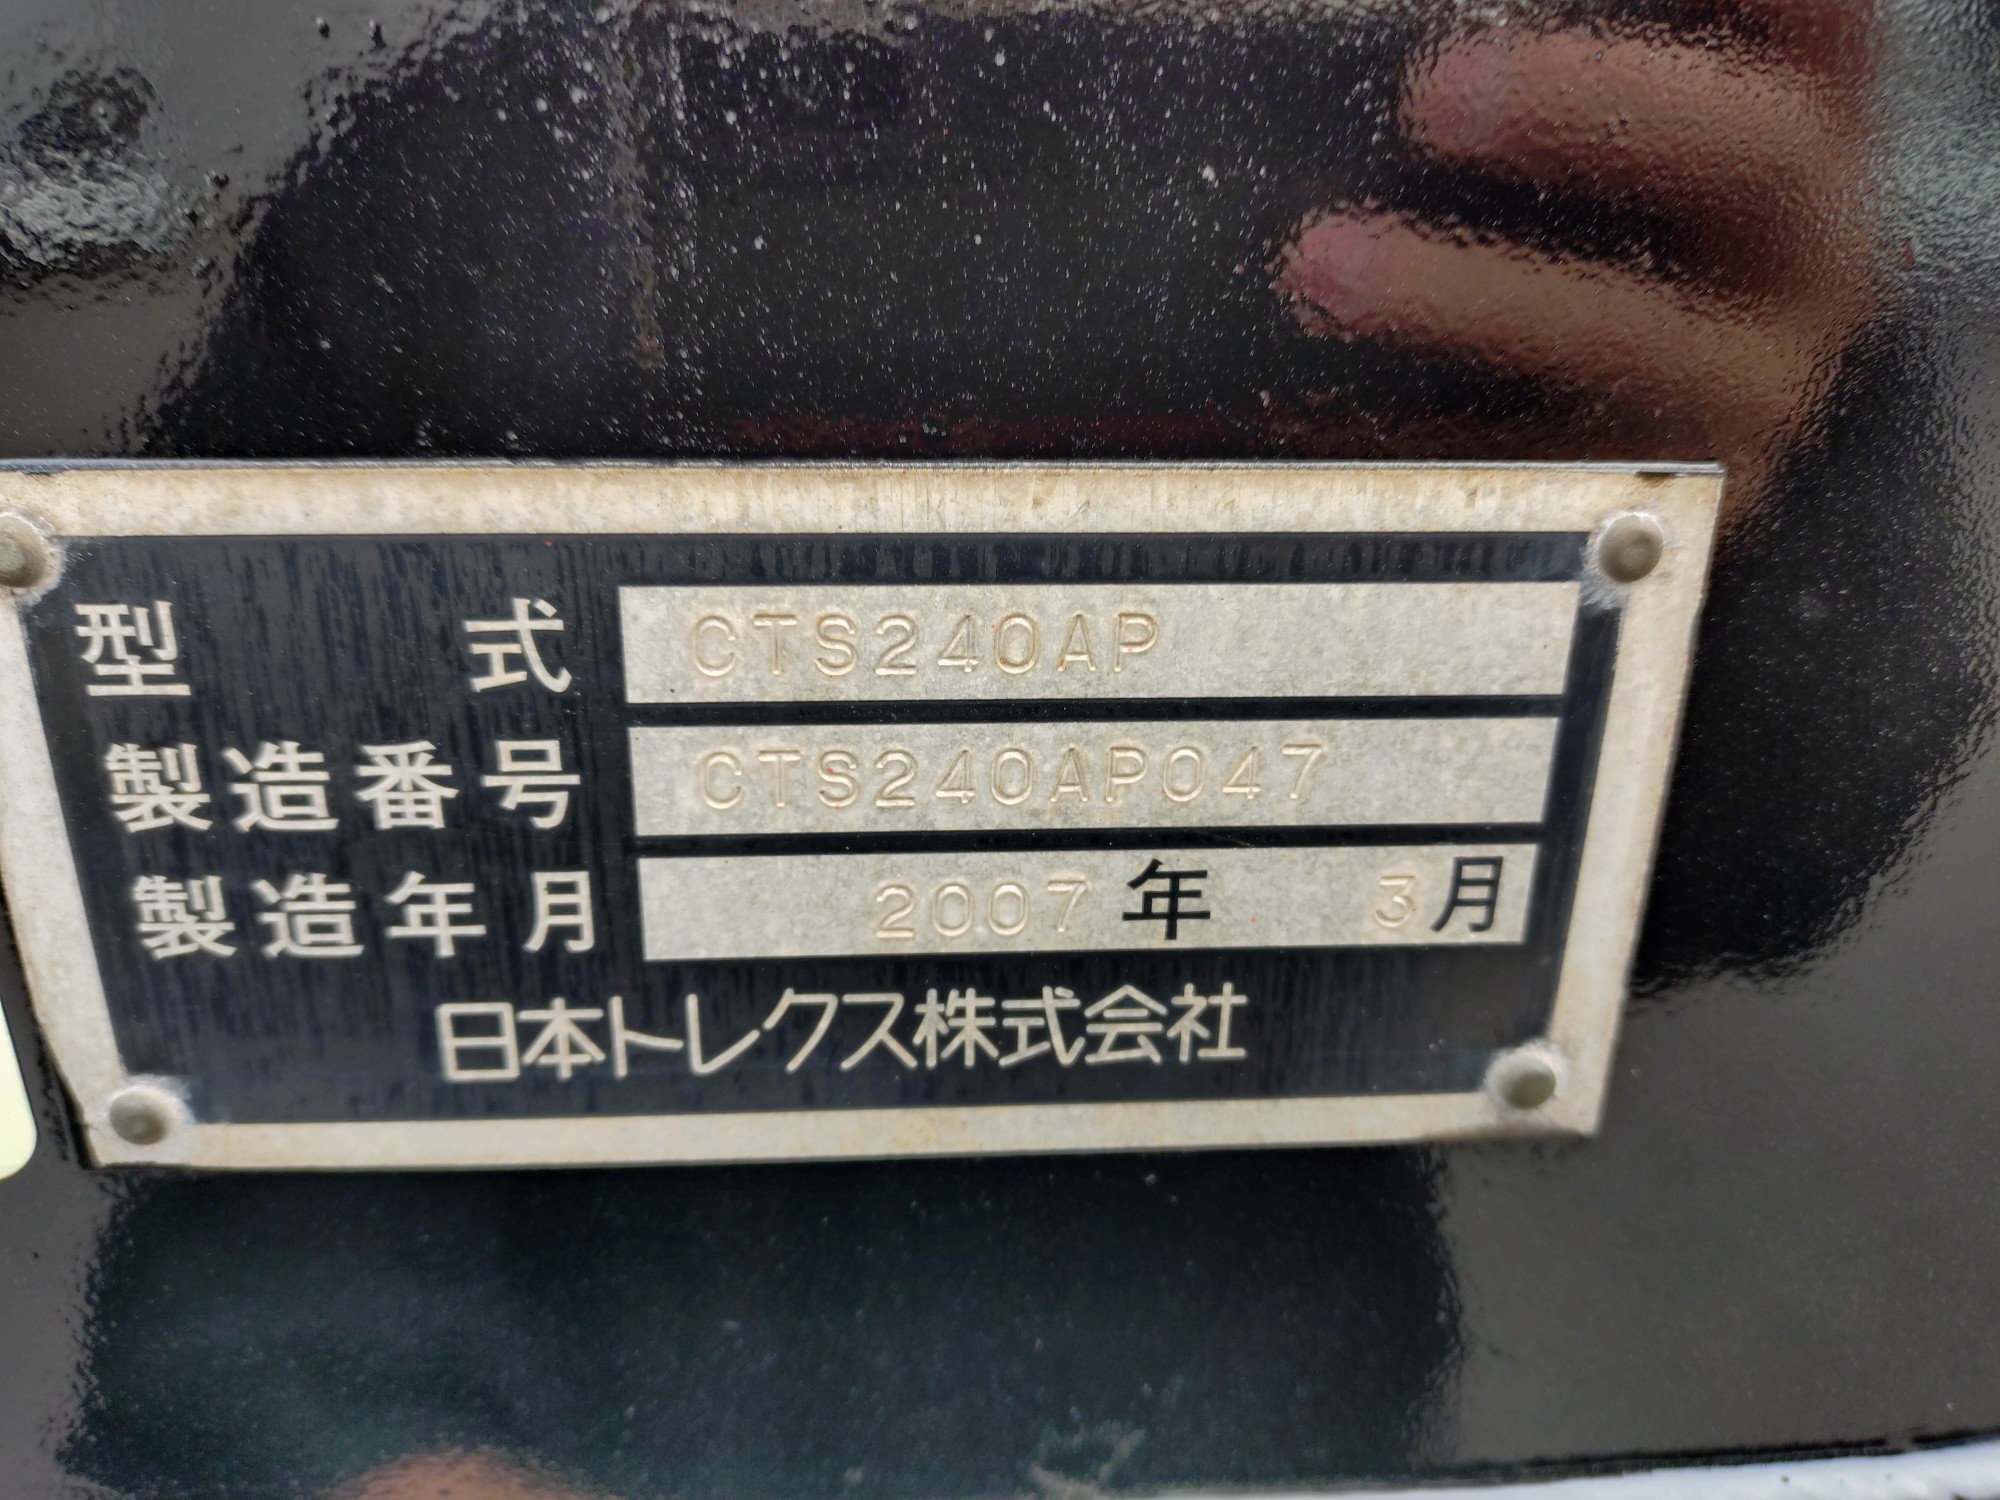 型式 CTS240AP
製造番号 CTS240AP047
製造年月 2007年 3月
日本トレクス株式会社